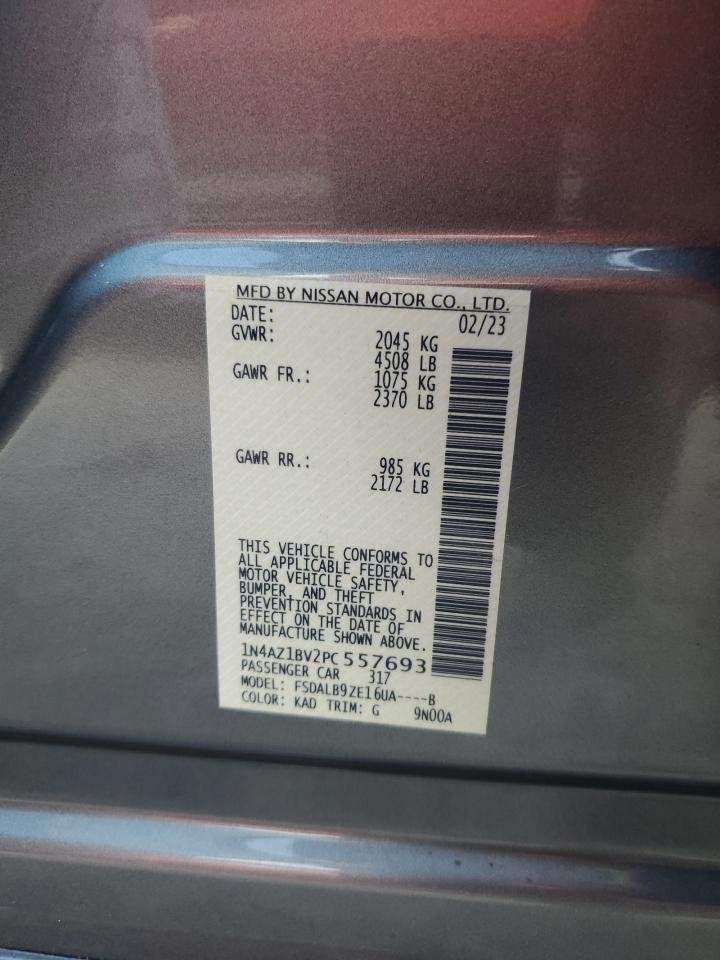 MFD BY NISSAN MOTOR CO., LTD.
DATE: 02/23
GVWR: 2045 KG
4508 LB
GAWR FR.: 1075 KG
2370 LB
GAWR RR.: 985 KG
2172 LB
THIS VEHICLE CONFORMS TO
ALL APPLICABLE FEDERAL
MOTOR VEHICLE SAFETY,
BUMPER, AND THEFT
PREVENTION STANDARDS IN
EFFECT ON THE DATE OF
MANUFACTURE SHOWN ABOVE.
1N4AZ1BV2PC557693
PASSENGER CAR 317
MODEL: FSDALB9ZE16UA----B
COLOR: KAD TRIM: G 9N00A